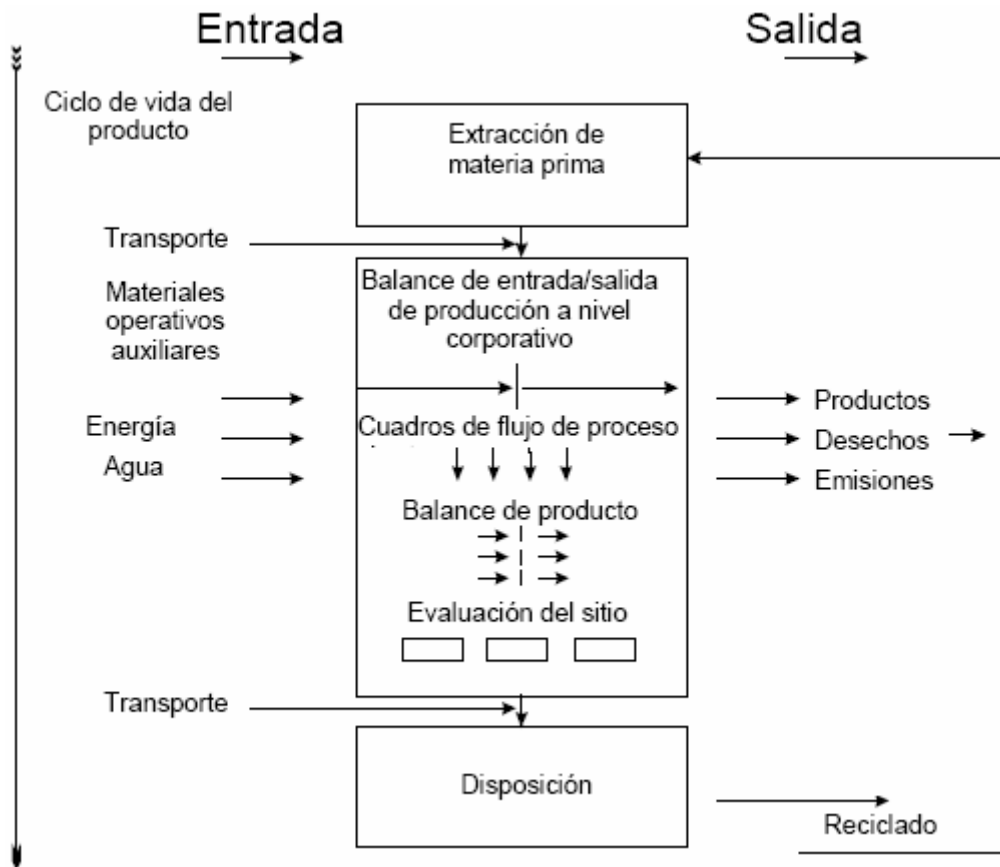 Entrada
Salida
Ciclo de vida del
producto
Extracción de
materia prima
Transporte
Balance de entrada/salida
de producción a nivel
corporativo
Materiales
operativos
auxiliares
Energía
Agua
Cuadros de flujo de proceso
Productos
Desechos
Emisiones
Balance de producto
Evaluación del sitio
Transporte
Disposición
Reciclado